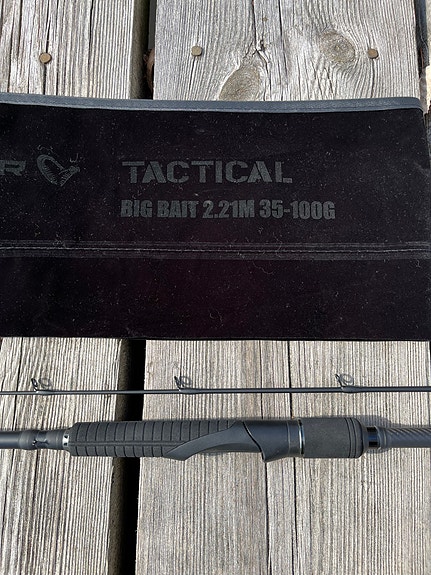 R
TACTICAL
BIG BAIT 2.21M 35-100G